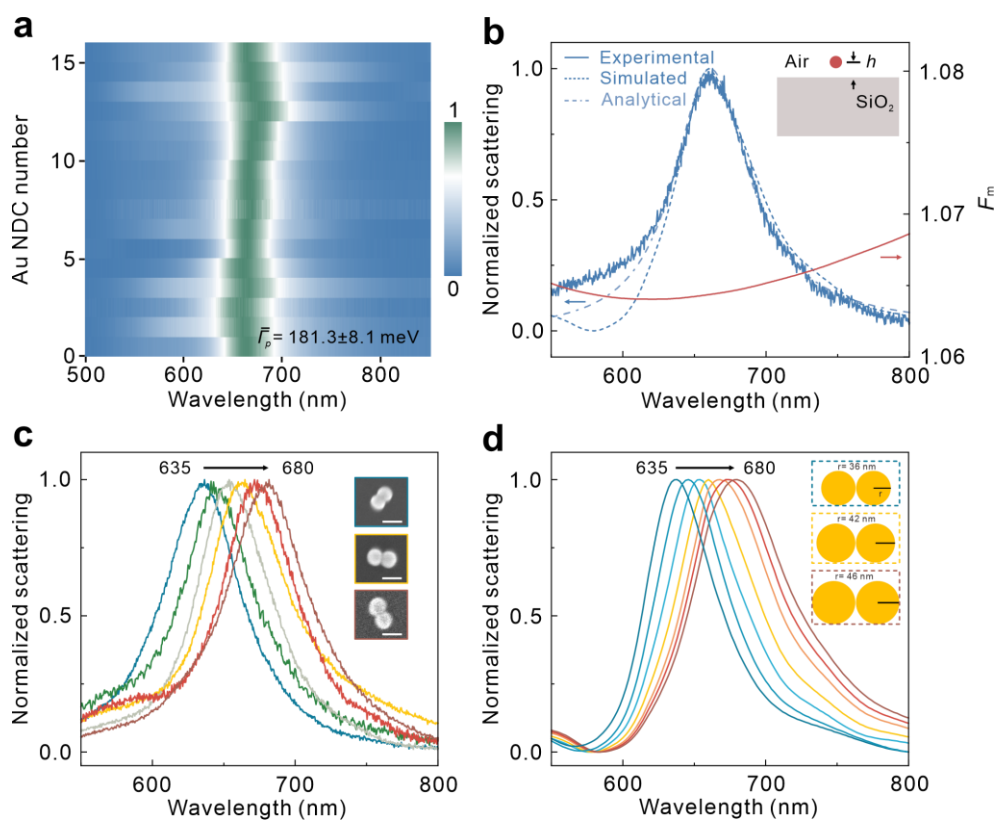 a
15
10
5
0
Au NDC number
500
600
700
800
Wavelength (nm)
1
0
Γ̄p = 181.3±8.1 meV
b
Experimental
Simulated
Analytical
Air
h
SiO2
1.0
0.5
0.0
Normalized scattering
1.08
1.07
1.06
Fm
600
700
800
Wavelength (nm)
c
635
680
1.0
0.5
0.0
Normalized scattering
600
700
800
Wavelength (nm)
d
635
680
r= 36 nm
r
r= 42 nm
r= 46 nm
1.0
0.5
0.0
Normalized scattering
600
700
800
Wavelength (nm)